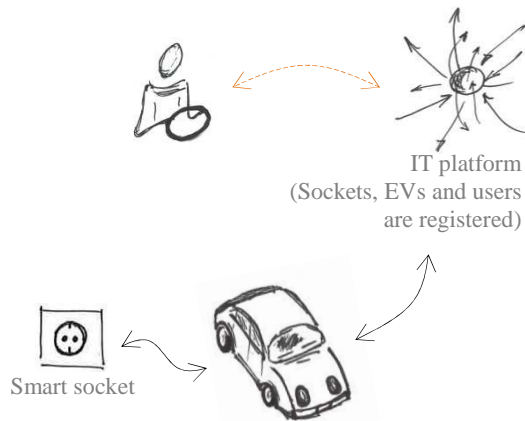 IT platform
(Sockets, EVs and users
are registered)
Smart socket